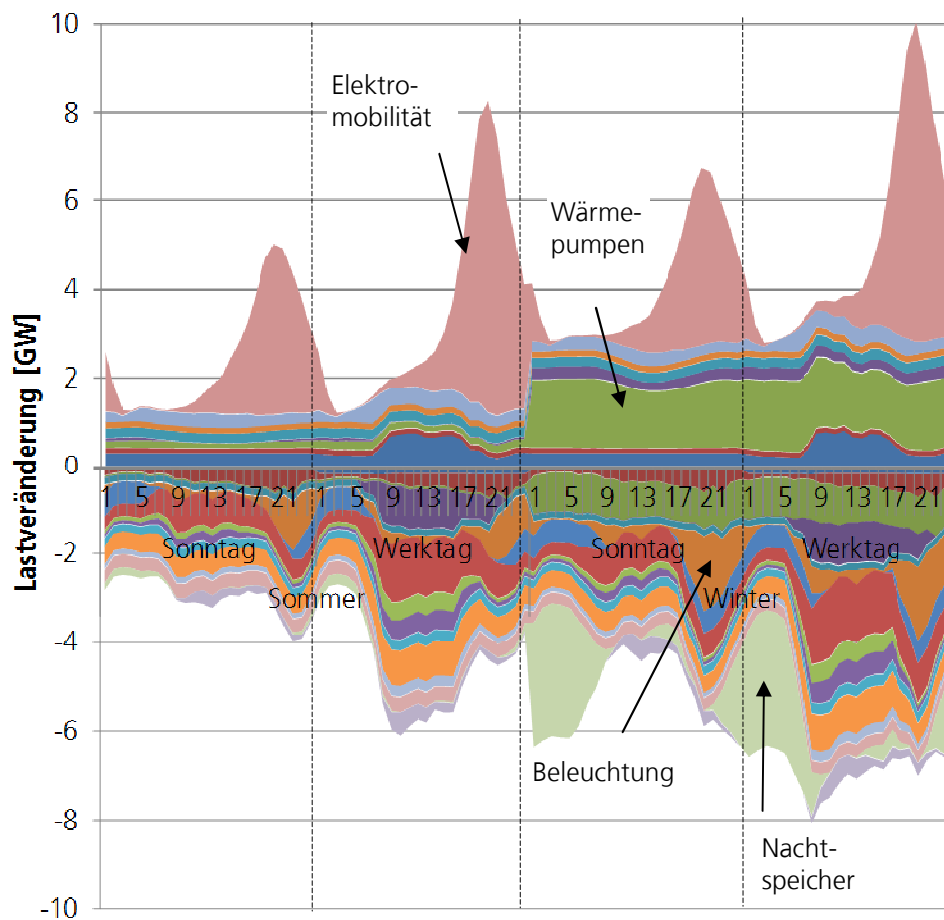 10
8
6
4
2
0
-2
-4
-6
-8
-10
Lastveränderung [GW]
Elektro-
mobilität
Wärme-
pumpen
1 5 9 13 17 21 1 5 9 13 17 21 1 5 9 13 17 21 1 5 9 13 17 21
Sonntag Werktag Sonntag Werktag
Sommer Winter
Beleuchtung
Nacht-
speicher